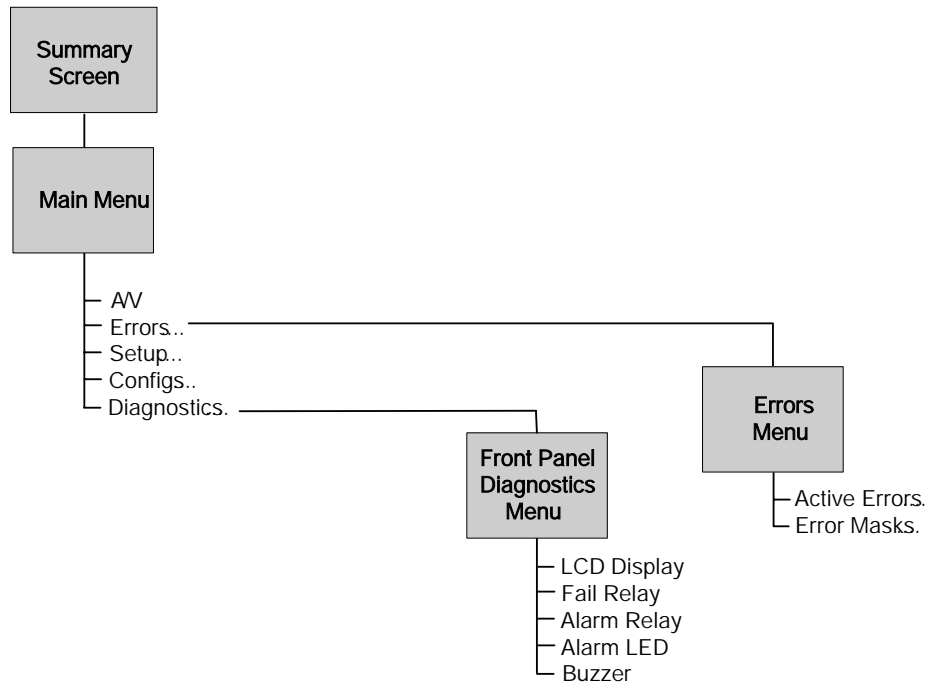 Summary
Screen
Main Menu
A/V
Errors...
Setup...
Configs..
Diagnostics.
Errors
Menu
Active Errors.
Error Masks.
Front Panel
Diagnostics
Menu
LCD Display
Fail Relay
Alarm Relay
Alarm LED
Buzzer